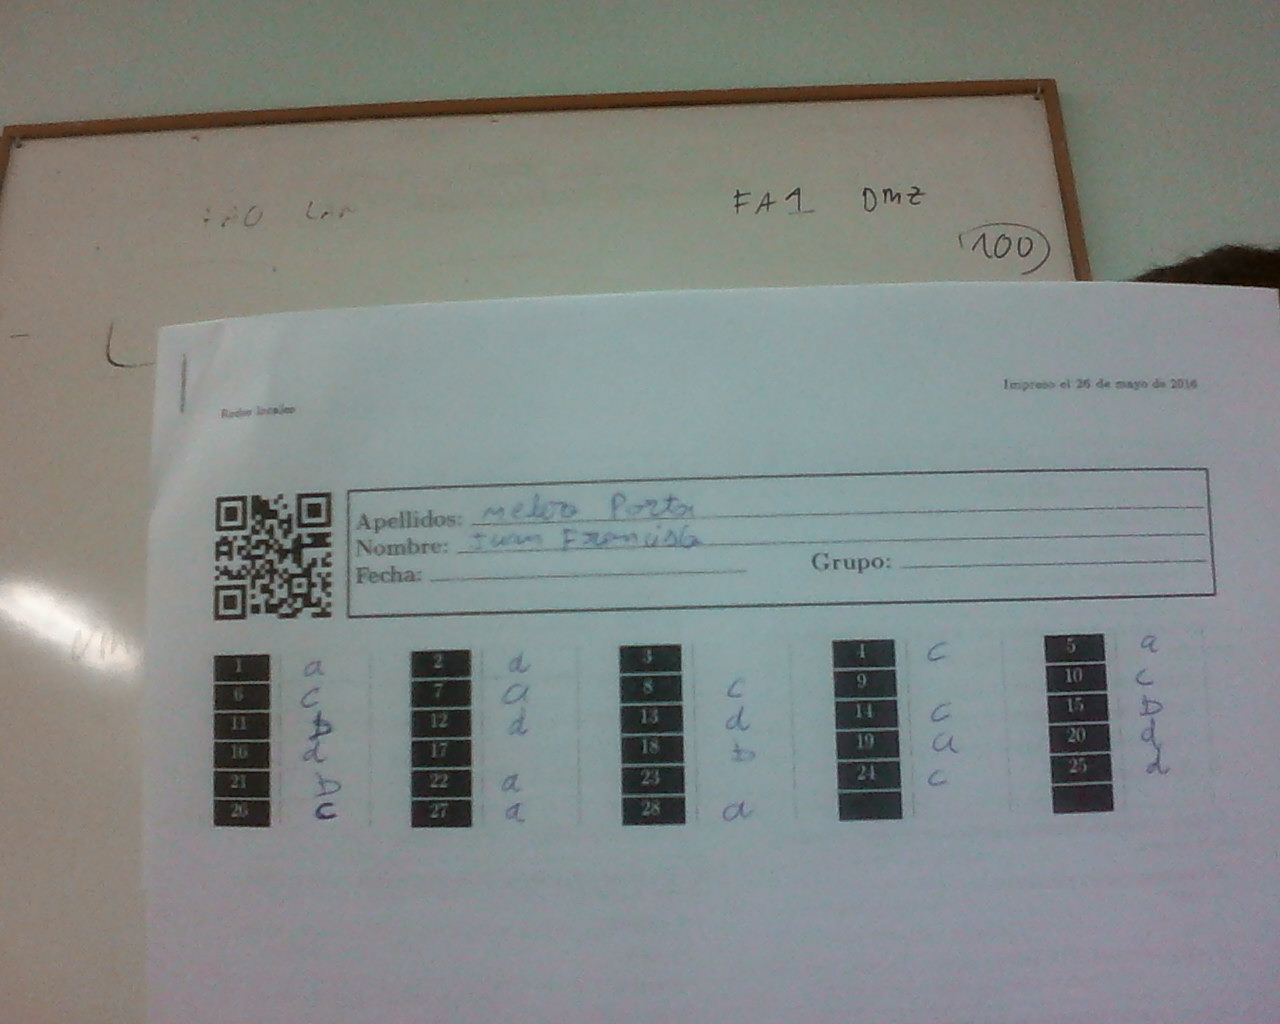 FA1 DMZ
100
Impreso el 26 de mayo de 2016
Redes locales
Apellidos: Porta
Nombre: Juan Francisco
Fecha: Grupo:
1 a 2 d 3 4 c 5 a
6 c 7 a 8 c 9 10 c
11 b 12 d 13 d 14 c 15 b
16 d 17 18 b 19 a 20 d
21 b 22 a 23 24 c 25 d
26 c 27 a 28 a